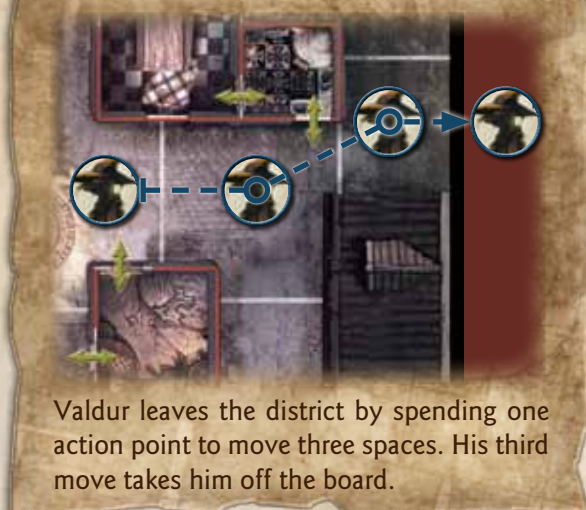 Valdur leaves the district by spending one
action point to move three spaces. His third
move takes him off the board.